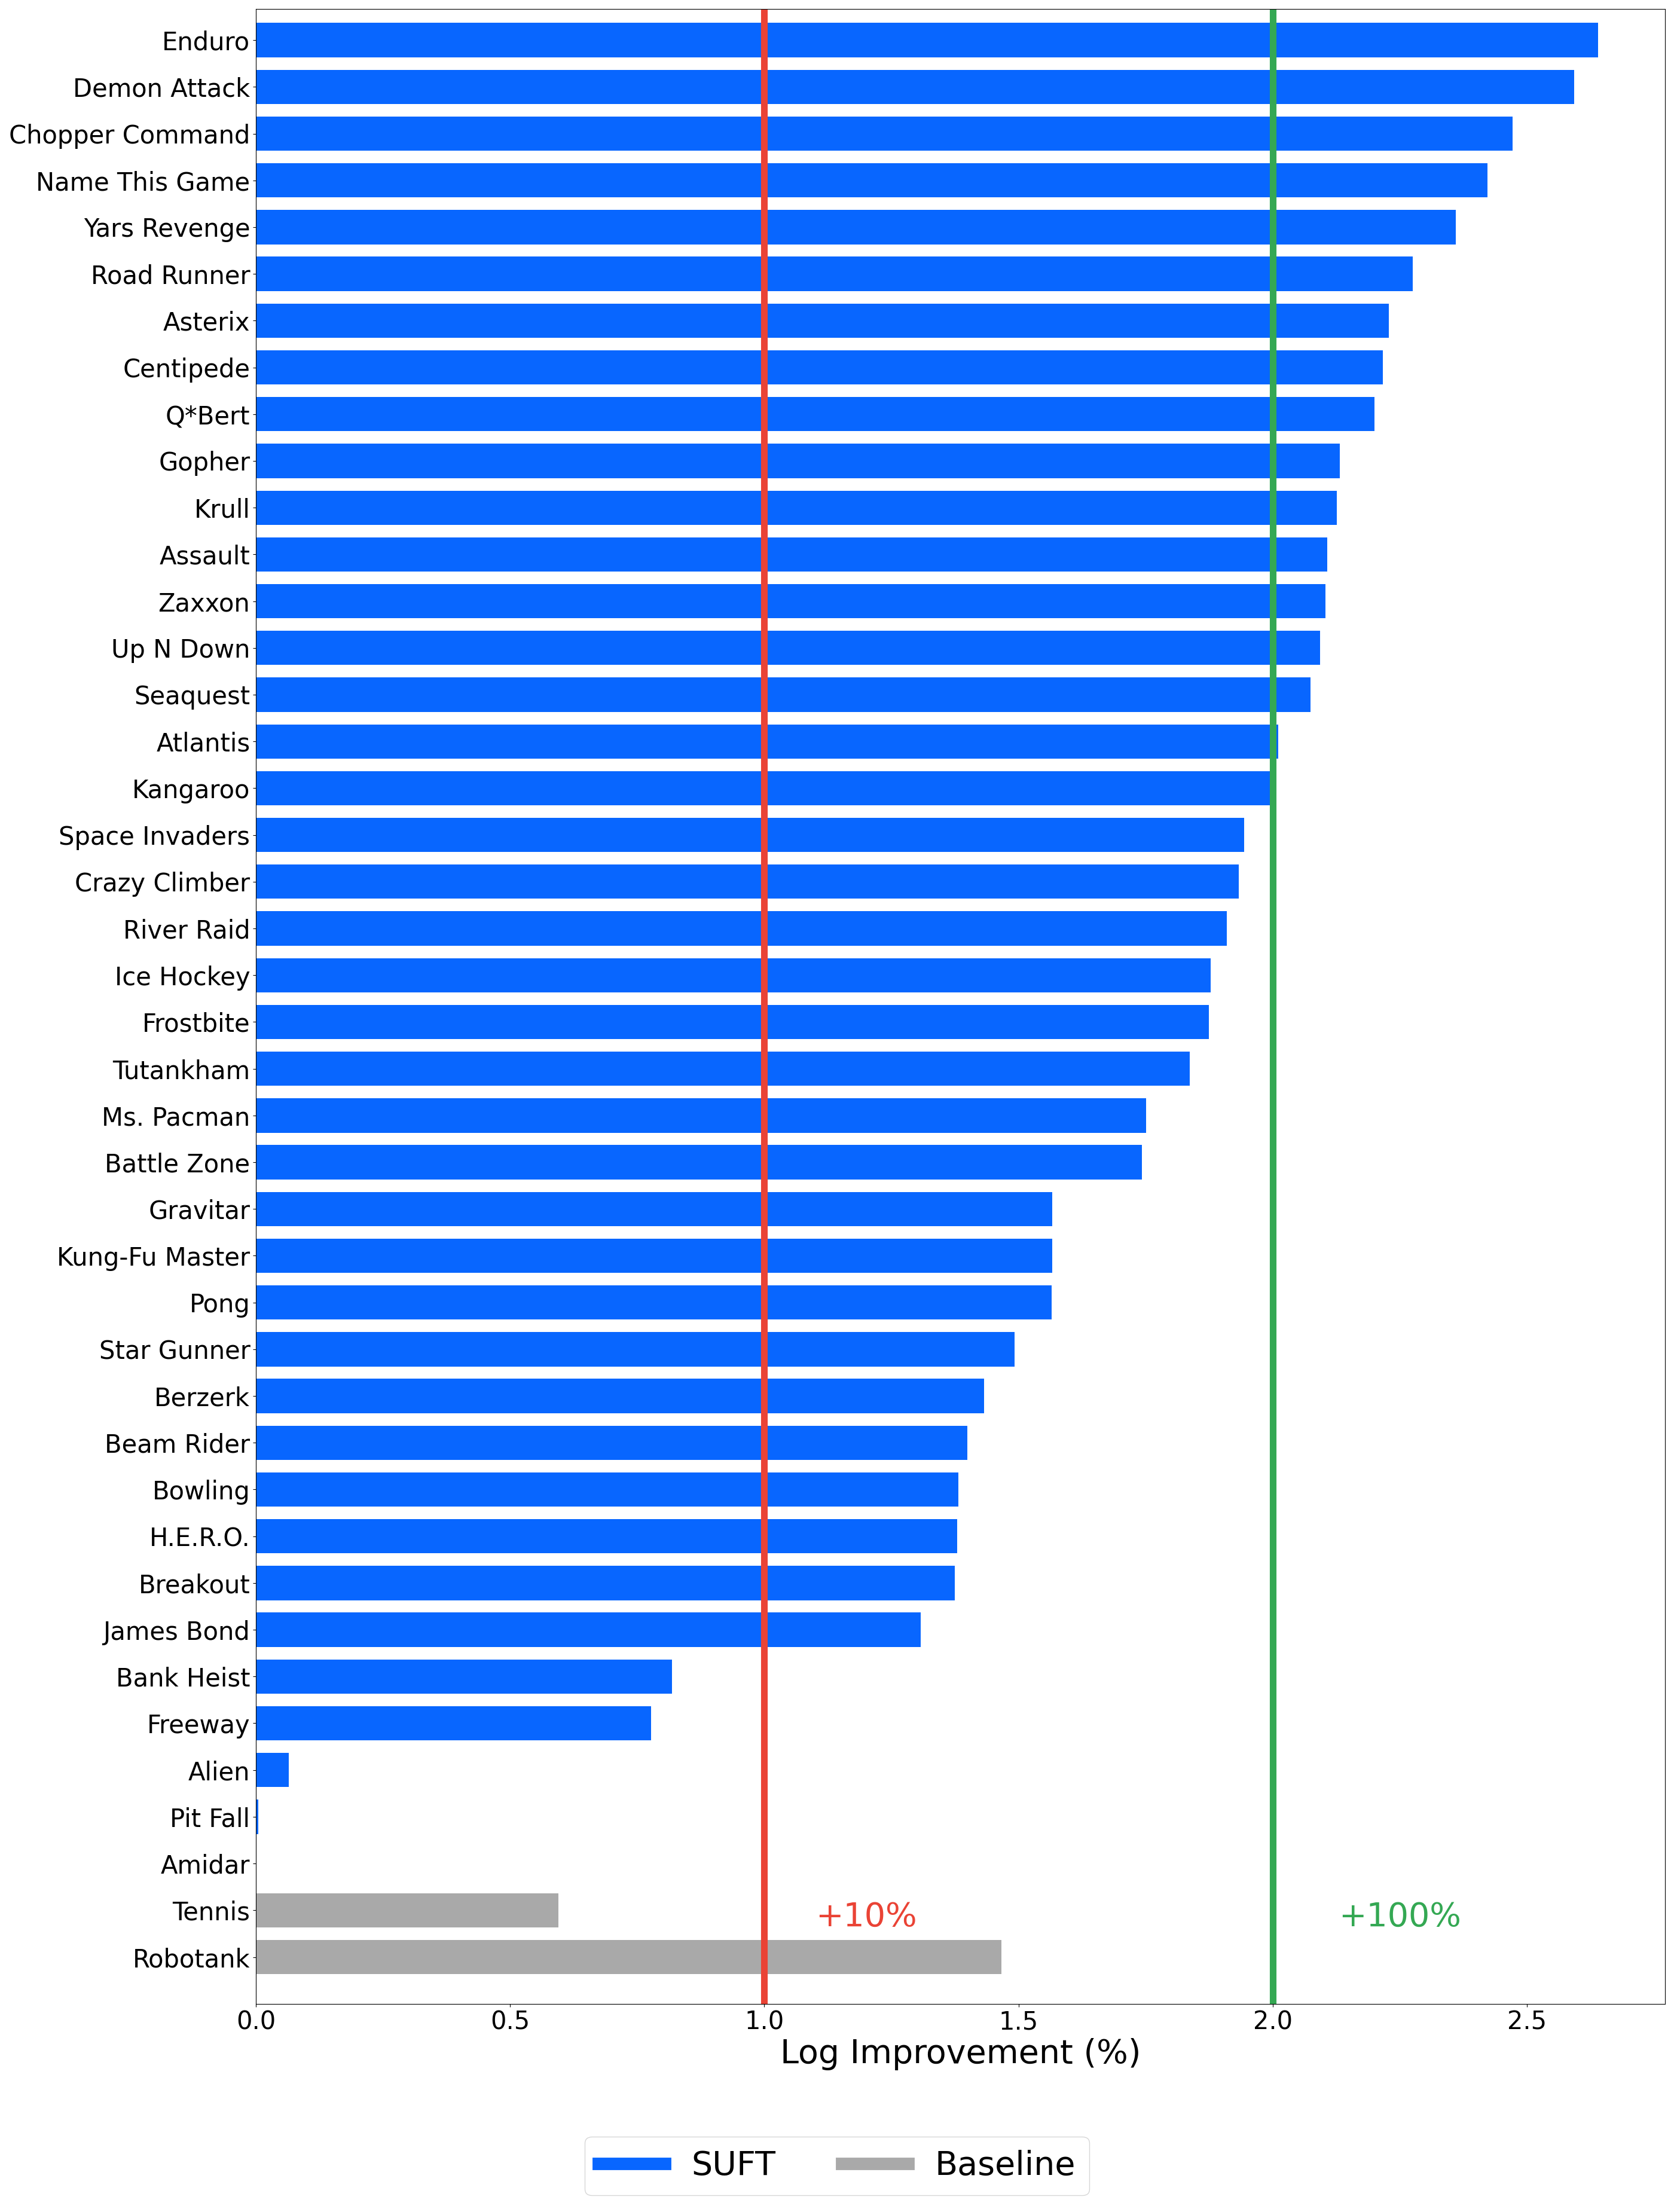 Enduro
Demon Attack
Chopper Command
Name This Game
Yars Revenge
Road Runner
Asterix
Centipede
Q*Bert
Gopher
Krull
Assault
Zaxxon
Up N Down
Seaquest
Atlantis
Kangaroo
Space Invaders
Crazy Climber
River Raid
Ice Hockey
Frostbite
Tutankham
Ms. Pacman
Battle Zone
Gravitar
Kung-Fu Master
Pong
Star Gunner
Berzerk
Beam Rider
Bowling
H.E.R.O.
Breakout
James Bond
Bank Heist
Freeway
Alien
Pit Fall
Amidar
Tennis +10% +100%
Robotank
0.0 0.5 1.0 1.5 2.0 2.5
Log Improvement (%)
SUFT Baseline